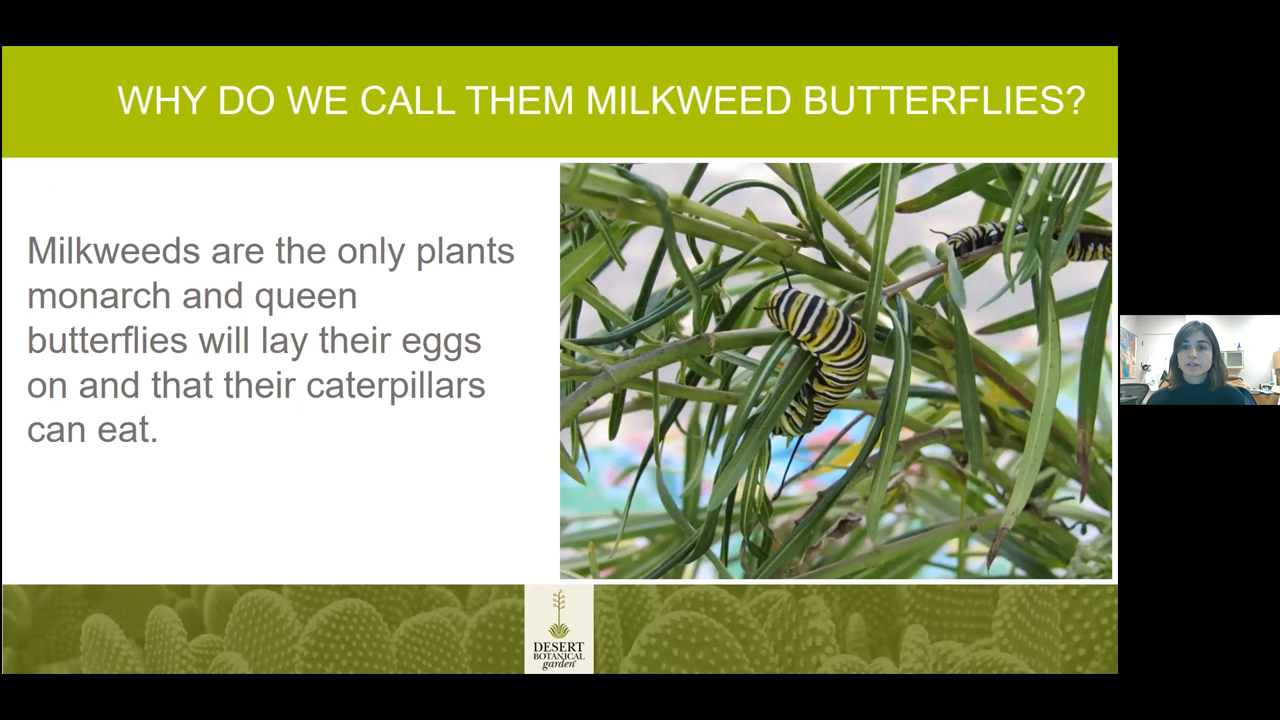 WHY DO WE CALL THEM MILKWEED BUTTERFLIES?
Milkweeds are the only plants
monarch and queen
butterflies will lay their eggs
on and that their caterpillars
can eat.
DESERT
BOTANICAL
garden